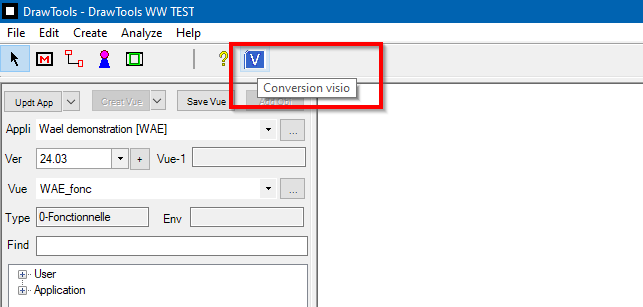 DrawTools - DrawTools WW TEST
File Edit Create Analyze Help
M ? V
Conversion visio
Updt App Creat Vue Save Vue Add Obj
Appli Wael demonstration [WAE] ...
Ver 24.03 + Vue-1
Vue WAE_fonc ...
Type 0-Fonctionnelle Env
Find
User
Application